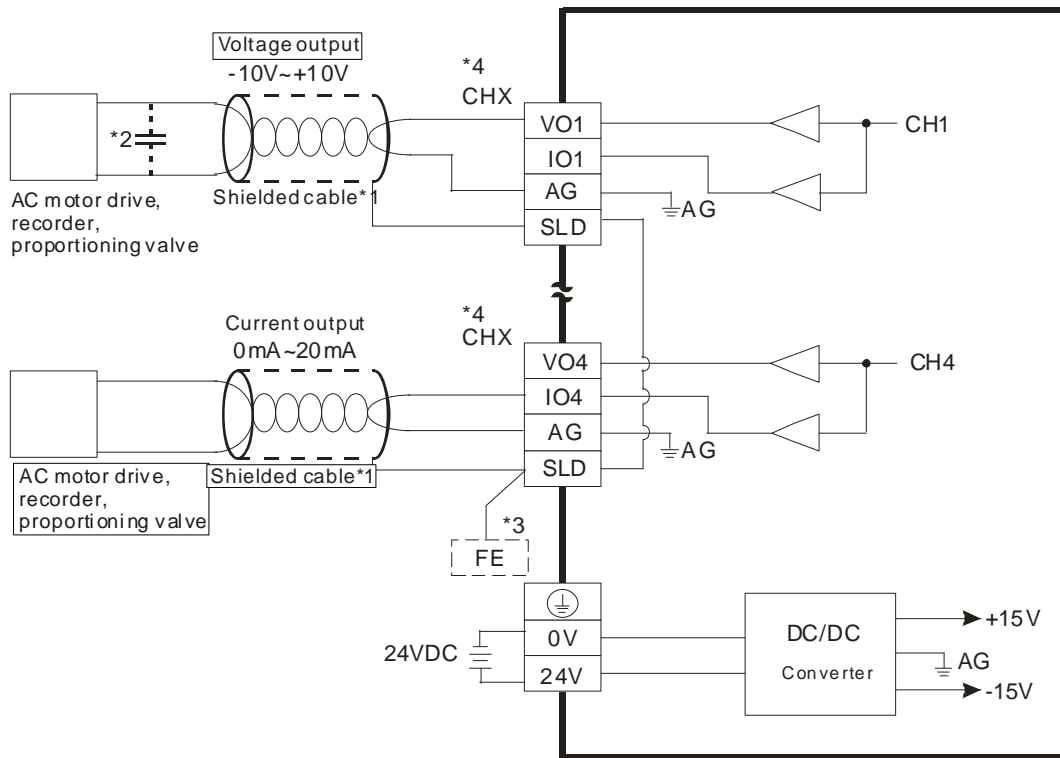 Voltage output
-10V~+10V
*4
CHX
*2
VO1
CH1
IO1
AG
AG
Shielded cable*1
SLD
AC motor drive,
recorder,
proportioning valve
Current output
0mA~20mA
*4
CHX
VO4
CH4
IO4
AG
AG
SLD
AC motor drive,
recorder,
proportioning valve
Shielded cable*1
*3
FE
24VDC
0V
24V
DC/DC
Converter
+15V
AG
-15V